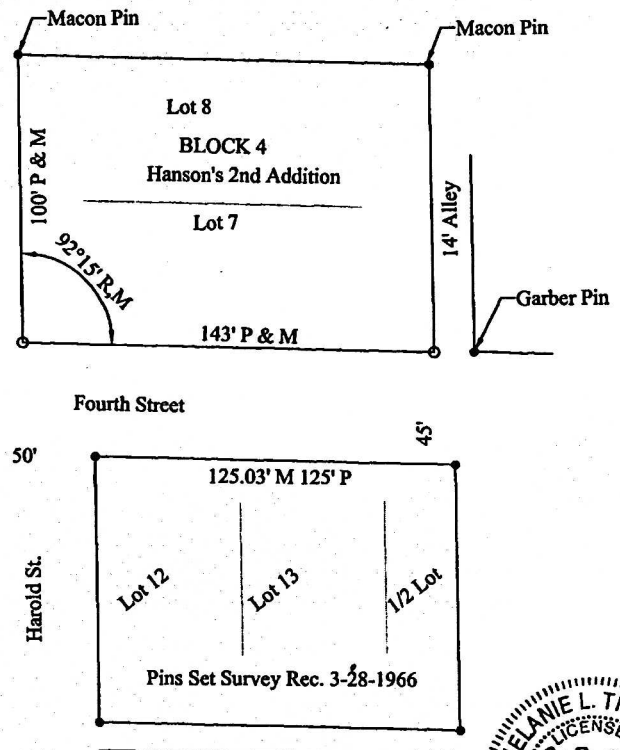 Macon Pin
Macon Pin
Lot 8
BLOCK 4
Hanson's 2nd Addition
Lot 7
100' P & M
92°15' R,M
143' P & M
14' Alley
Garber Pin
Fourth Street
45'
50'
125.03' M 125' P
Harold St.
Lot 12
Lot 13
1/2 Lot
Pins Set Survey Rec. 3-28-1966
ELANIE L. TA
LICENSE